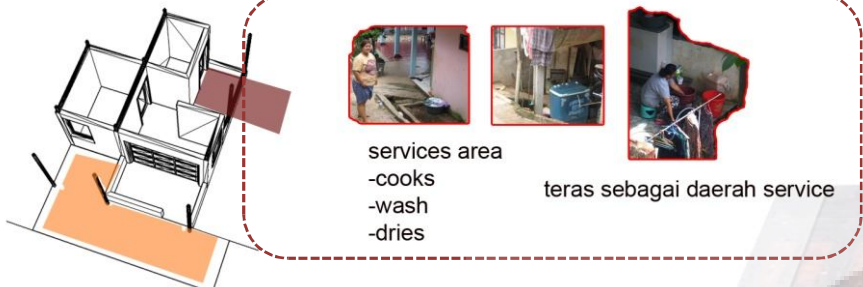 services area
-cooks
-wash
-dries
teras sebagai daerah service